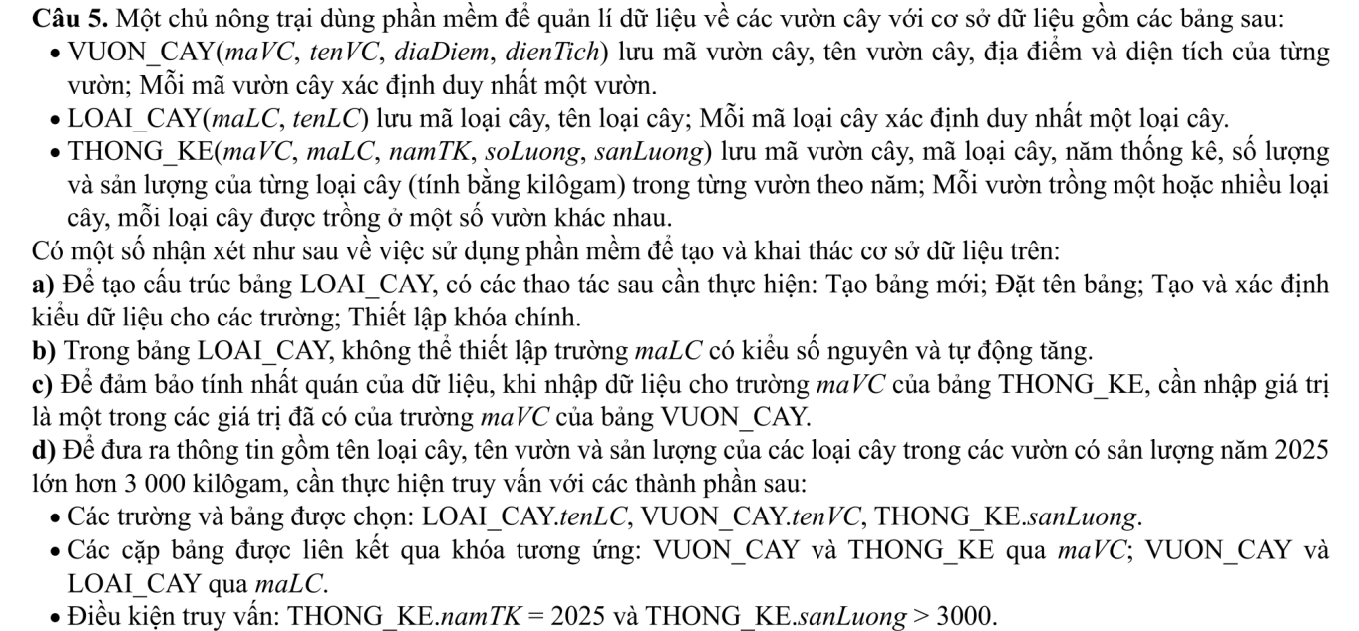 Câu 5. Một chủ nông trại dùng phần mềm để quản lí dữ liệu về các vườn cây với cơ sở dữ liệu gồm các bảng sau:
• VUON_CAY(maVC, tenVC, diaDiem, dienTich) lưu mã vườn cây, tên vườn cây, địa điểm và diện tích của từng
vườn; Mỗi mã vườn cây xác định duy nhất một vườn.
• LOAI_CAY(maLC, tenLC) lưu mã loại cây, tên loại cây; Mỗi mã loại cây xác định duy nhất một loại cây.
• THONG_KE(maVC, maLC, namTK, soLuong, sanLuong) lưu mã vườn cây, mã loại cây, năm thống kê, số lượng
và sản lượng của từng loại cây (tính bằng kilôgam) trong từng vườn theo năm; Mỗi vườn trồng một hoặc nhiều loại
cây, mỗi loại cây được trồng ở một số vườn khác nhau.
Có một số nhận xét như sau về việc sử dụng phần mềm để tạo và khai thác cơ sở dữ liệu trên:
a) Để tạo cấu trúc bảng LOAI_CAY, có các thao tác sau cần thực hiện: Tạo bảng mới; Đặt tên bảng; Tạo và xác định
kiểu dữ liệu cho các trường; Thiết lập khóa chính.
b) Trong bảng LOAI_CAY, không thể thiết lập trường maLC có kiểu số nguyên và tự động tăng.
c) Để đảm bảo tính nhất quán của dữ liệu, khi nhập dữ liệu cho trường maVC của bảng THONG_KE, cần nhập giá trị
là một trong các giá trị đã có của trường maVC của bảng VUON_CAY.
d) Để đưa ra thông tin gồm tên loại cây, tên vườn và sản lượng của các loại cây trong các vườn có sản lượng năm 2025
lớn hơn 3 000 kilôgam, cần thực hiện truy vấn với các thành phần sau:
• Các trường và bảng được chọn: LOAI_CAY.tenLC, VUON_CAY.tenVC, THONG_KE.sanLuong.
• Các cặp bảng được liên kết qua khóa tương ứng: VUON_CAY và THONG_KE qua maVC; VUON_CAY và
LOAI_CAY qua maLC.
• Điều kiện truy vấn: THONG_KE.namTK = 2025 và THONG_KE.sanLuong > 3000.